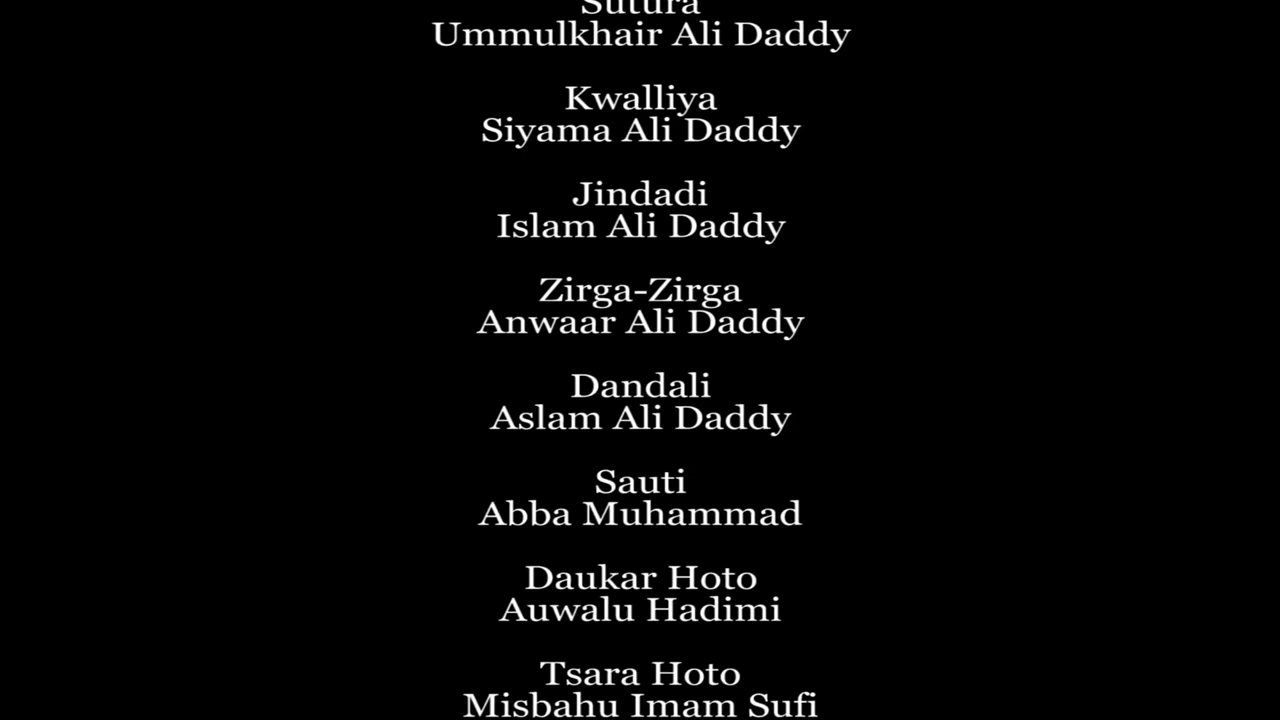 Sutura
Ummulkhair Ali Daddy
Kwalliya
Siyama Ali Daddy
Jindadi
Islam Ali Daddy
Zirga-Zirga
Anwaar Ali Daddy
Dandali
Aslam Ali Daddy
Sauti
Abba Muhammad
Daukar Hoto
Auwalu Hadimi
Tsara Hoto
Misbahu Imam Sufi